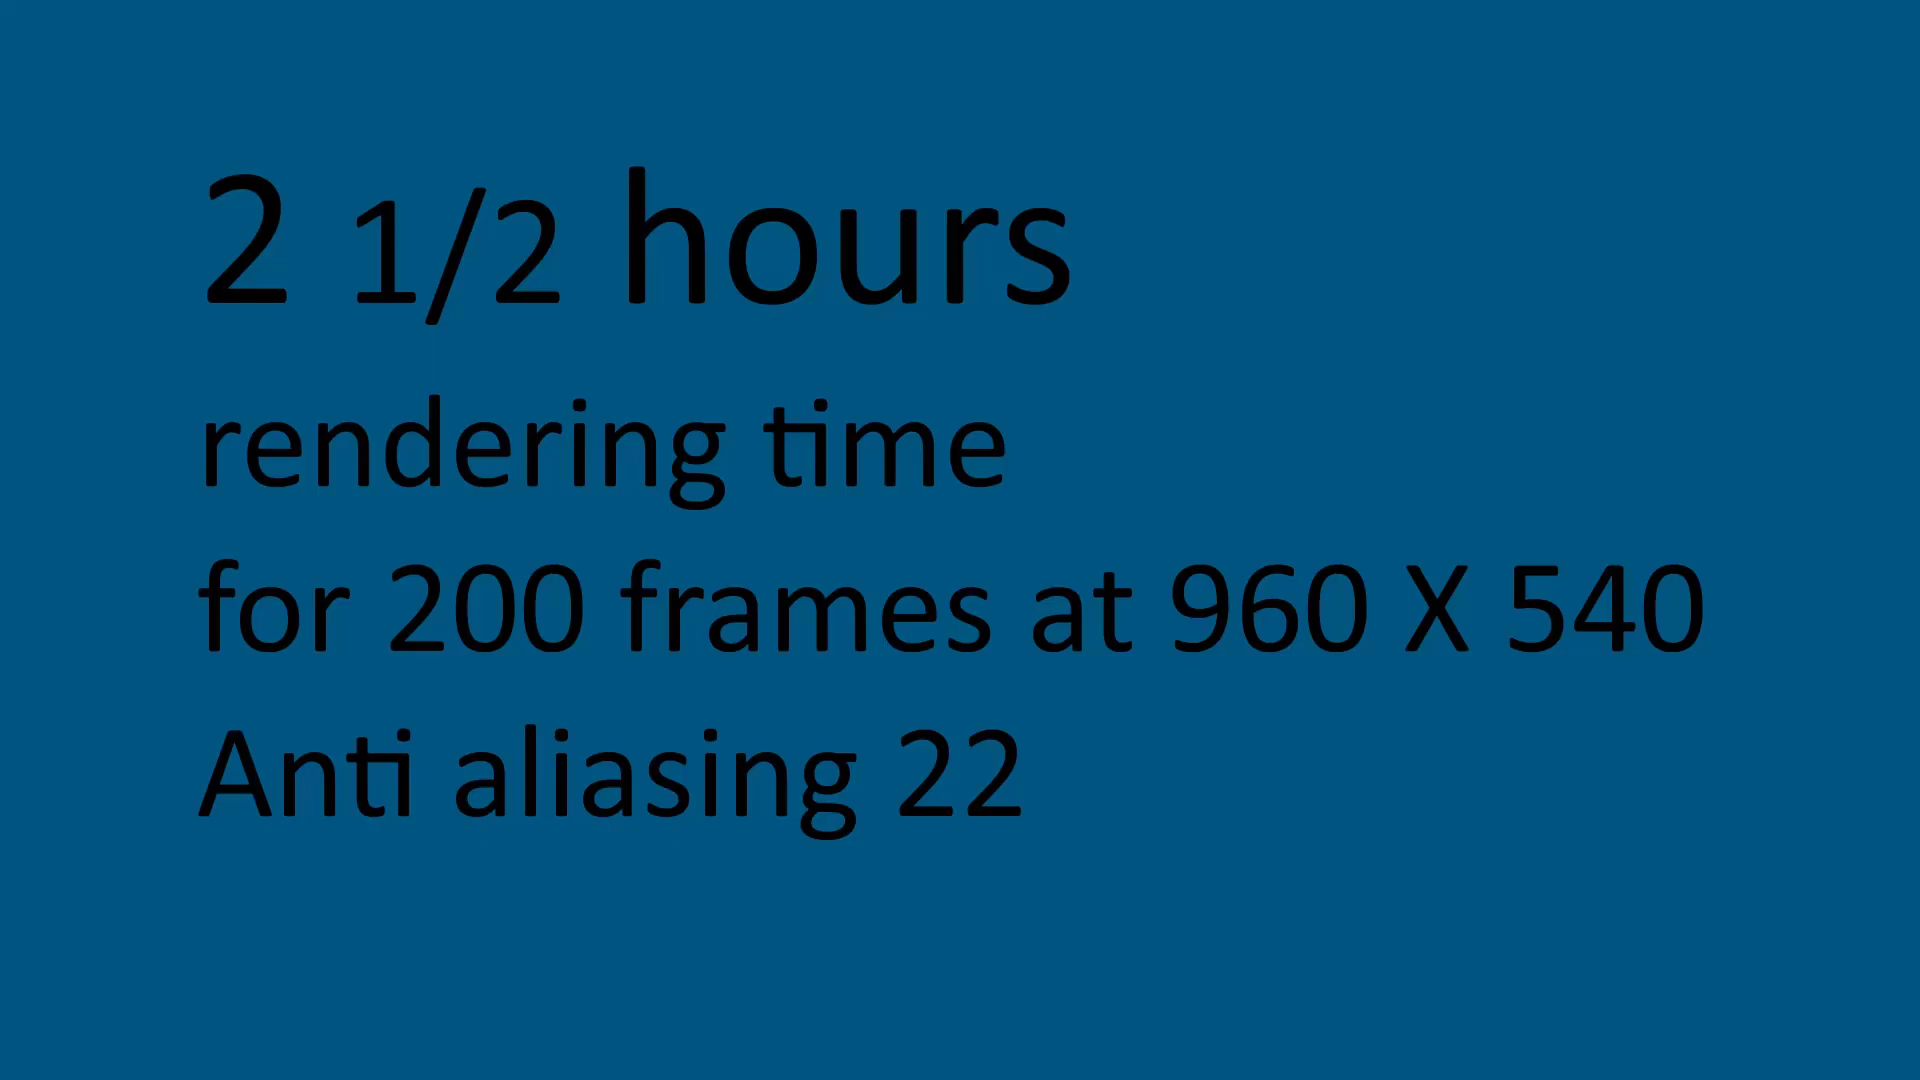 2 1/2 hours
rendering time
for 200 frames at 960 X 540
Anti aliasing 22